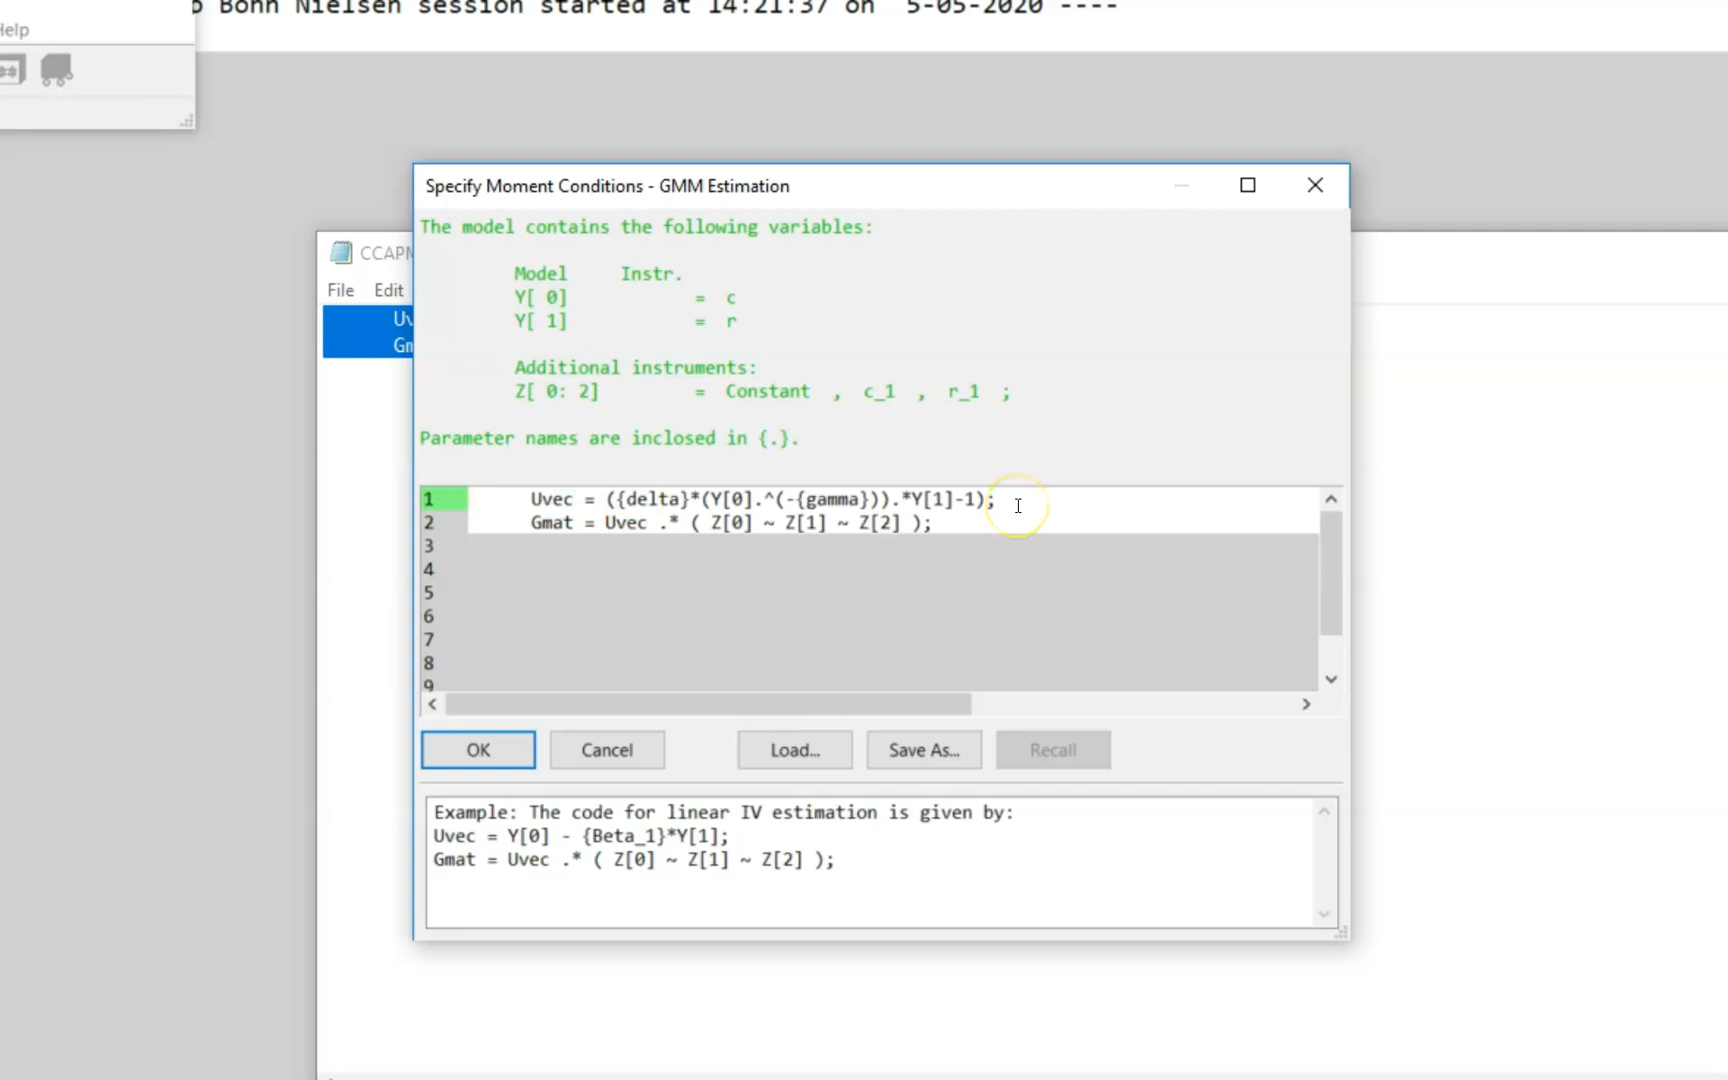 Bohn Nielsen session started at 14:21:37 on 5-05-2020 ----
Help
Specify Moment Conditions - GMM Estimation
The model contains the following variables:
CCAPM
Model Instr.
File Edit
Y[ 0] = c
Y[ 1] = r
Uv
Gm
Additional instruments:
Z[ 0: 2] = Constant , c_1 , r_1 ;
Parameter names are inclosed in {.}.
1 Uvec = ({delta}*(Y[0].^(-{gamma})).*Y[1]-1);
2 Gmat = Uvec .* ( Z[0] ~ Z[1] ~ Z[2] );
3
4
5
6
7
8
9
OK Cancel Load... Save As... Recall
Example: The code for linear IV estimation is given by:
Uvec = Y[0] - {Beta_1}*Y[1];
Gmat = Uvec .* ( Z[0] ~ Z[1] ~ Z[2] );